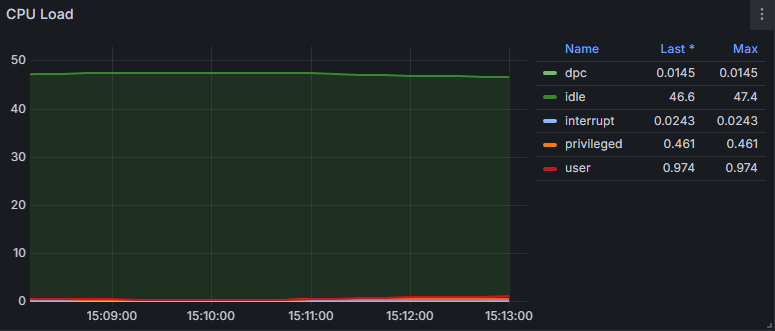 CPU Load
Name Last * Max
dpc 0.0145 0.0145
idle 46.6 47.4
interrupt 0.0243 0.0243
privileged 0.461 0.461
user 0.974 0.974
50
40
30
20
10
0
15:09:00 15:10:00 15:11:00 15:12:00 15:13:00